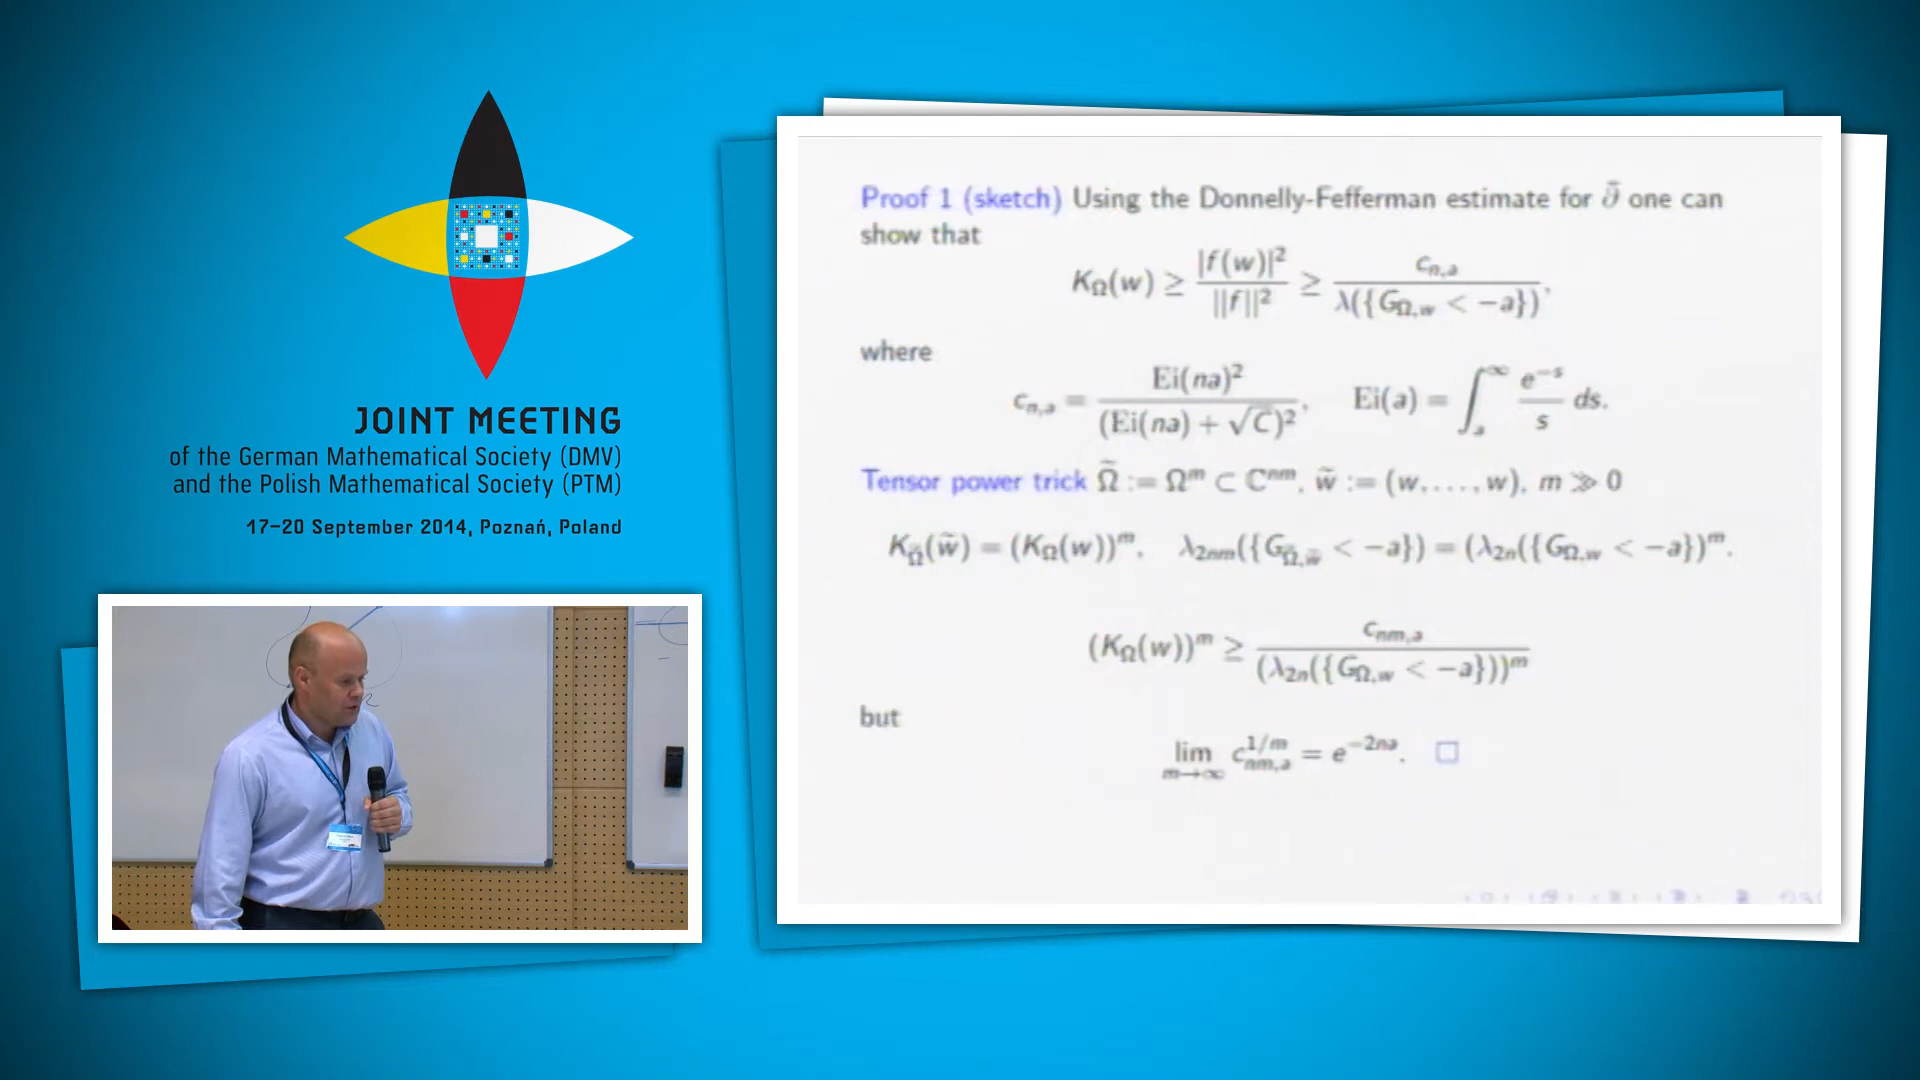 JOINT MEETING
of the German Mathematical Society (DMV)
and the Polish Mathematical Society (PTM)
17–20 September 2014, Poznań, Poland
Proof 1 (sketch) Using the Donnelly-Fefferman estimate for ∂̄ one can
show that
K_Ω(w) ≥ |f(w)|² / ||f||² ≥ c_{n,a} / λ({G_{Ω,w} < −a}),
where
c_{n,a} = Ei(na)² / (Ei(na) + √C)², Ei(a) = ∫_a^∞ e^{−s} / s ds.
Tensor power trick Ω̃ := Ω^m ⊂ ℂ^{nm}, w̃ := (w, . . . , w), m ≫ 0
K_Ω̃(w̃) = (K_Ω(w))^m, λ_{2nm}({G_{Ω̃,w̃} < −a}) = (λ_{2n}({G_{Ω,w} < −a})^m.
(K_Ω(w))^m ≥ c_{nm,a} / (λ_{2n}({G_{Ω,w} < −a}))^m
but
lim_{m→∞} c_{nm,a}^{1/m} = e^{−2na}. □